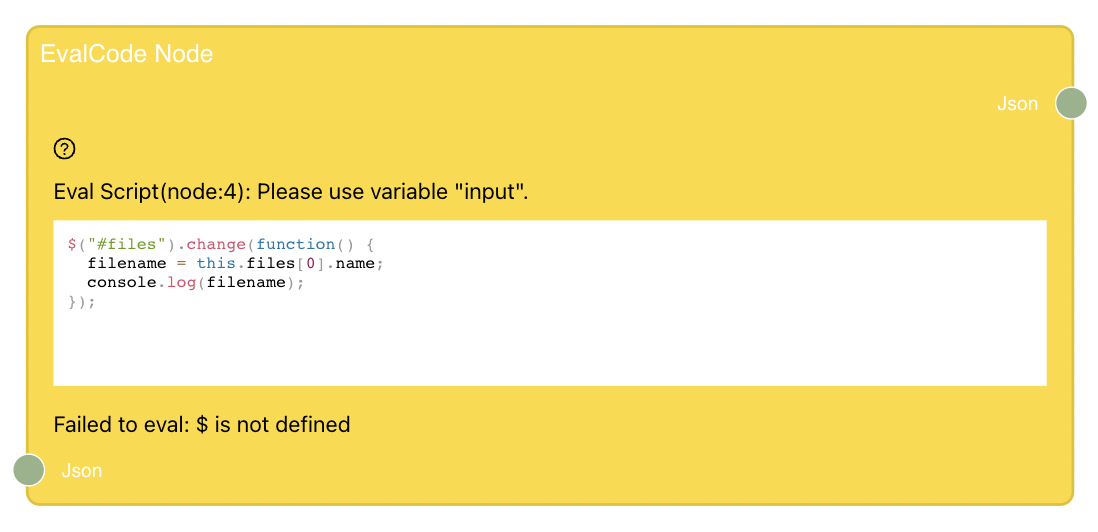 EvalCode Node
Json
?
Eval Script(node:4): Please use variable "input".
$("#files").change(function() {
  filename = this.files[0].name;
  console.log(filename);
});
Failed to eval: $ is not defined
Json